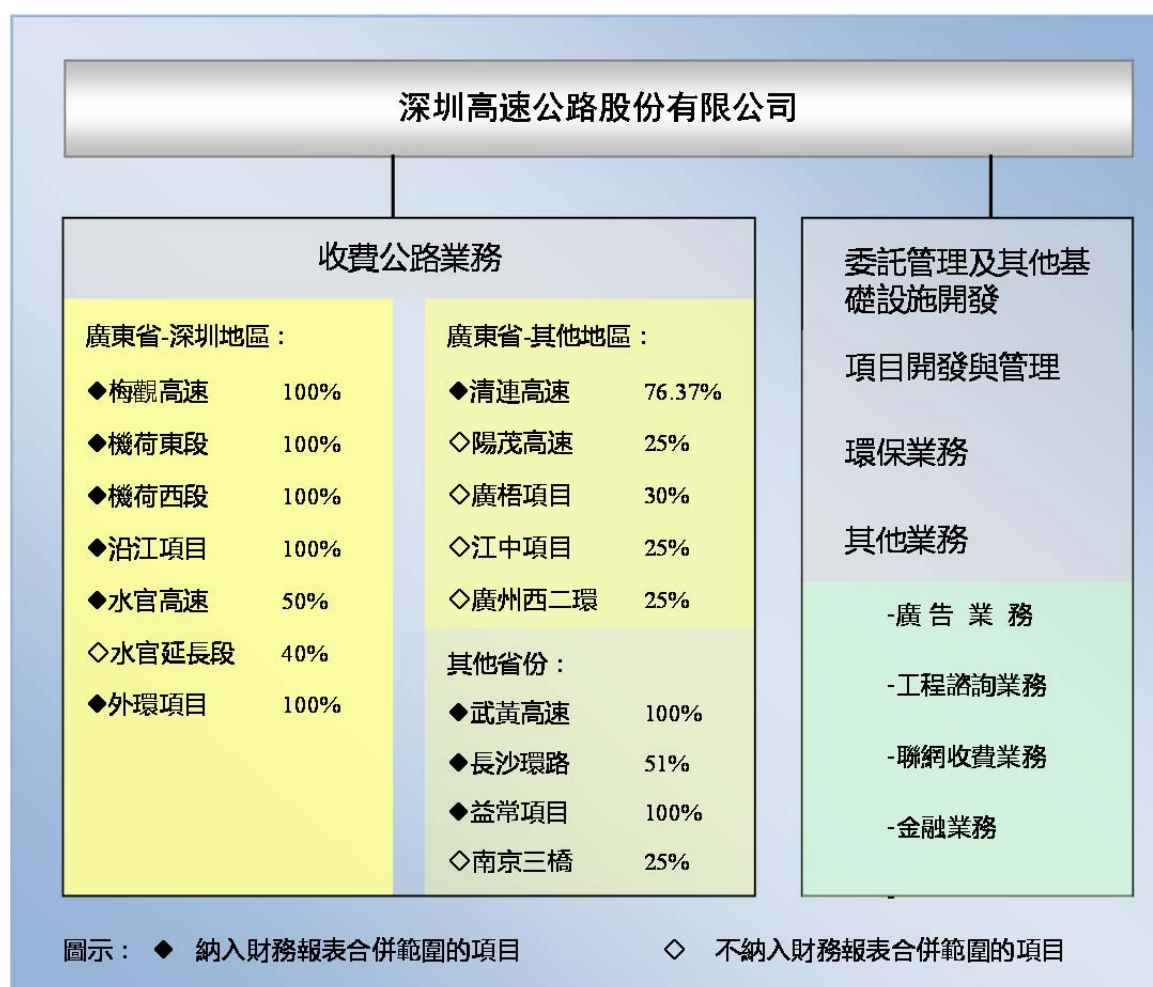 深圳高速公路股份有限公司
收費公路業務
廣東省-深圳地區：
◆梅觀高速 100%
◆機荷東段 100%
◆機荷西段 100%
◆沿江項目 100%
◆水官高速 50%
◇水官延長段 40%
◆外環項目 100%
廣東省-其他地區：
◆清連高速 76.37%
◇陽茂高速 25%
◇廣梧項目 30%
◇江中項目 25%
◇廣州西二環 25%
其他省份：
◆武黃高速 100%
◆長沙環路 51%
◆益常項目 100%
◇南京三橋 25%
委託管理及其他基
礎設施開發
項目開發與管理
環保業務
其他業務
-廣告業務
-工程諮詢業務
-聯網收費業務
-金融業務
-
圖示：◆ 納入財務報表合併範圍的項目 ◇ 不納入財務報表合併範圍的項目